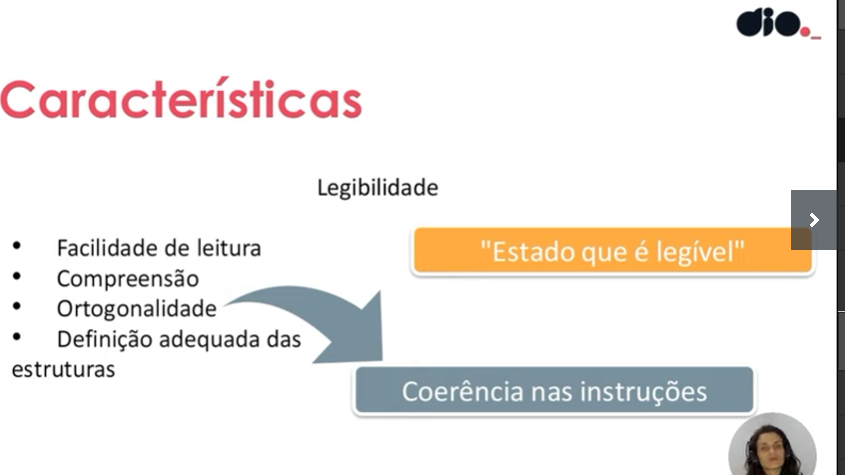 dio._
Características
Legibilidade
• Facilidade de leitura
• Compreensão
• Ortogonalidade
• Definição adequada das
estruturas
"Estado que é legível"
Coerência nas instruções